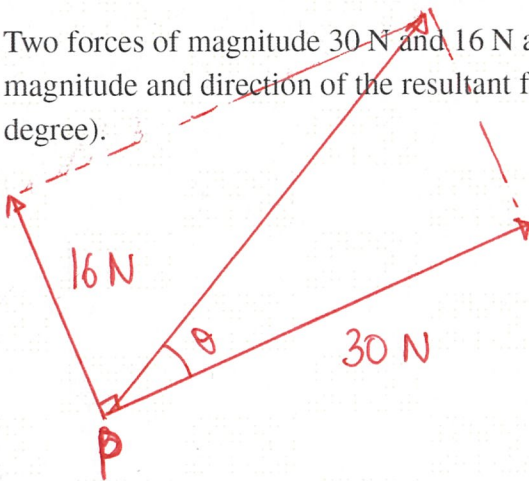 Two forces of magnitude 30 N and 16 N a
magnitude and direction of the resultant f
degree).
16 N
θ
30 N
P